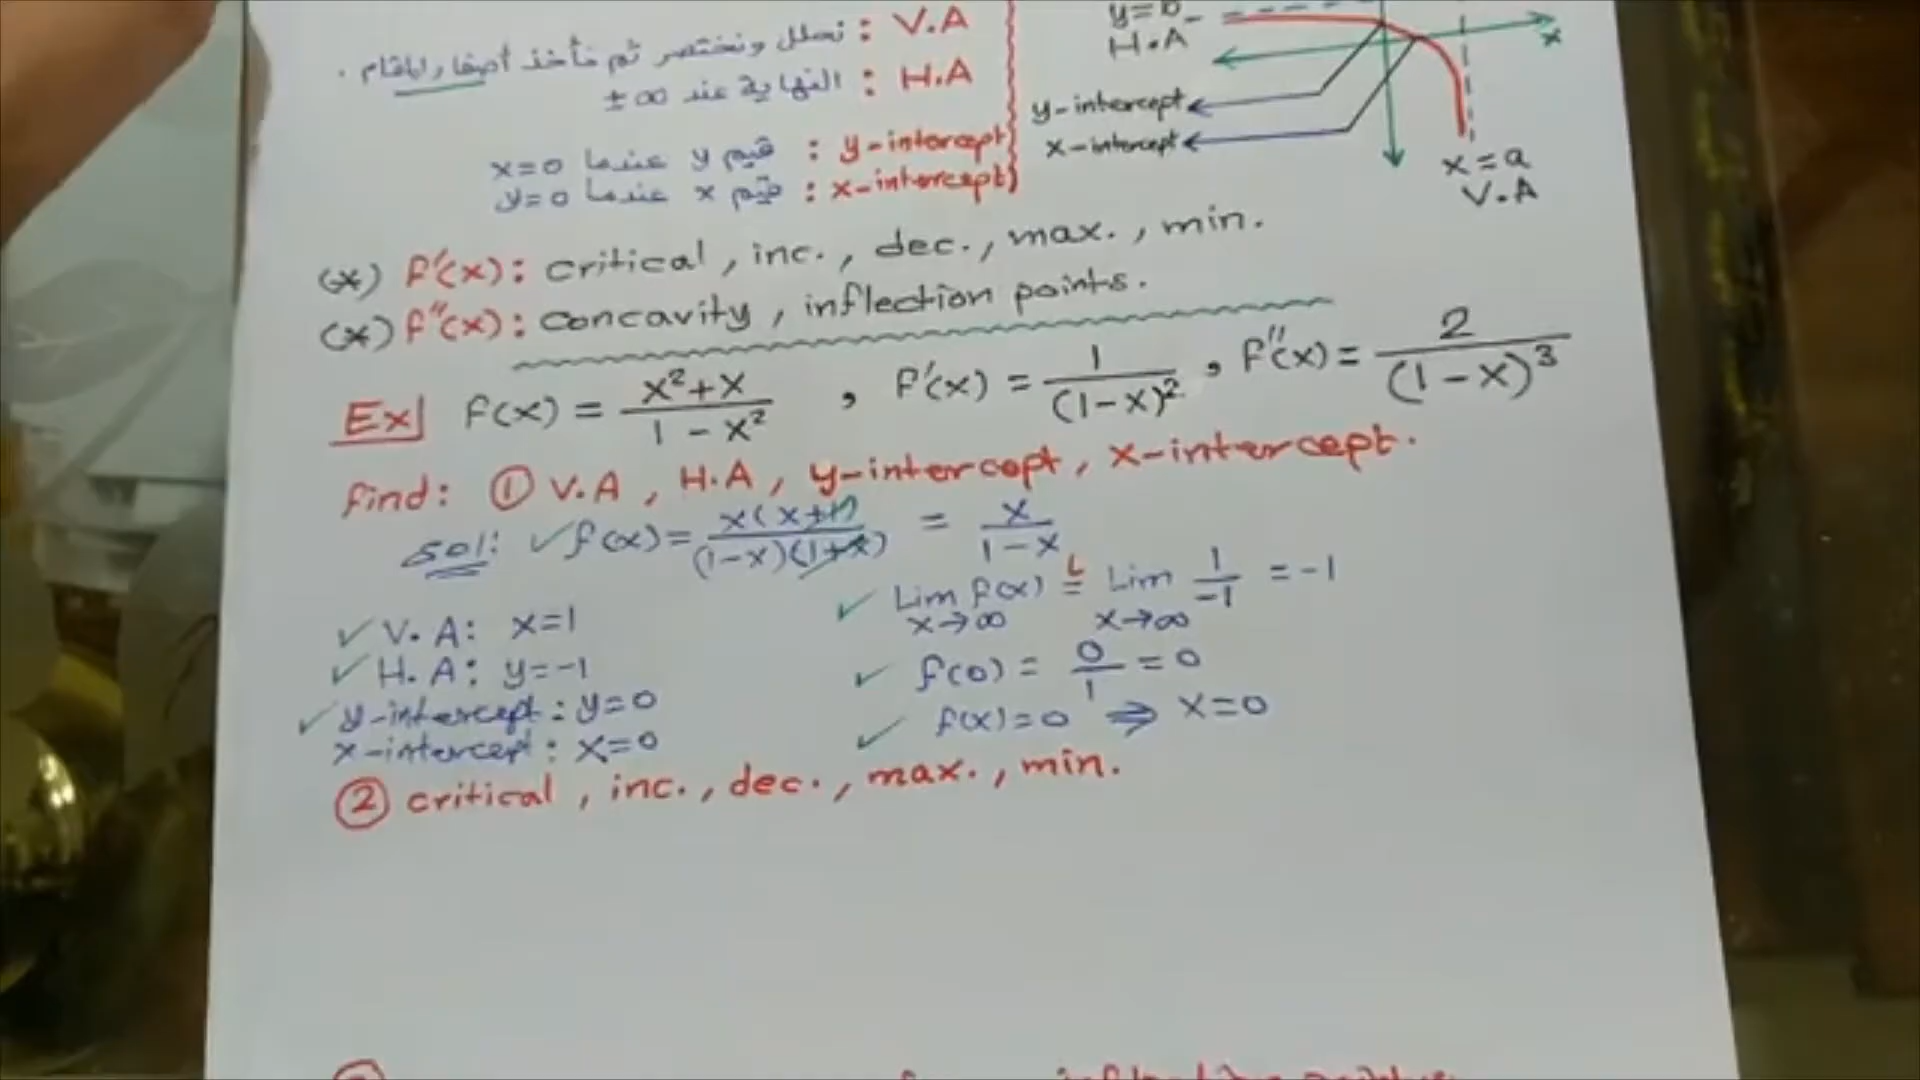 V.A : نحلل ونختصر ثم نأخذ أصفار المقام .
H.A : النهاية عند ∞ ±
y-intercept : قيم y عندما x=0
x-intercept : قيم x عندما y=0
y=b
H.A
x
y-intercept
x-intercept
x=a
V.A
(*) f'(x): critical, inc., dec., max., min.
(*) f''(x): concavity, inflection points.
Ex] f(x) = (x²+x)/(1-x²) , f'(x) = 1/(1-x)² , f''(x) = 2/(1-x)³
find: ① V.A, H.A, y-intercept, x-intercept.
sol: ✓ f(x) = x(x+1)/(1-x)(1+x) = x/(1-x)
✓ V.A: x=1
✓ H.A: y=-1
✓ y-intercept: y=0
x-intercept: x=0
✓ Lim x→∞ f(x) L= Lim x→∞ 1/-1 = -1
✓ f(0) = 0/1 = 0
✓ f(x)=0 ⇒ x=0
② critical, inc., dec., max., min.